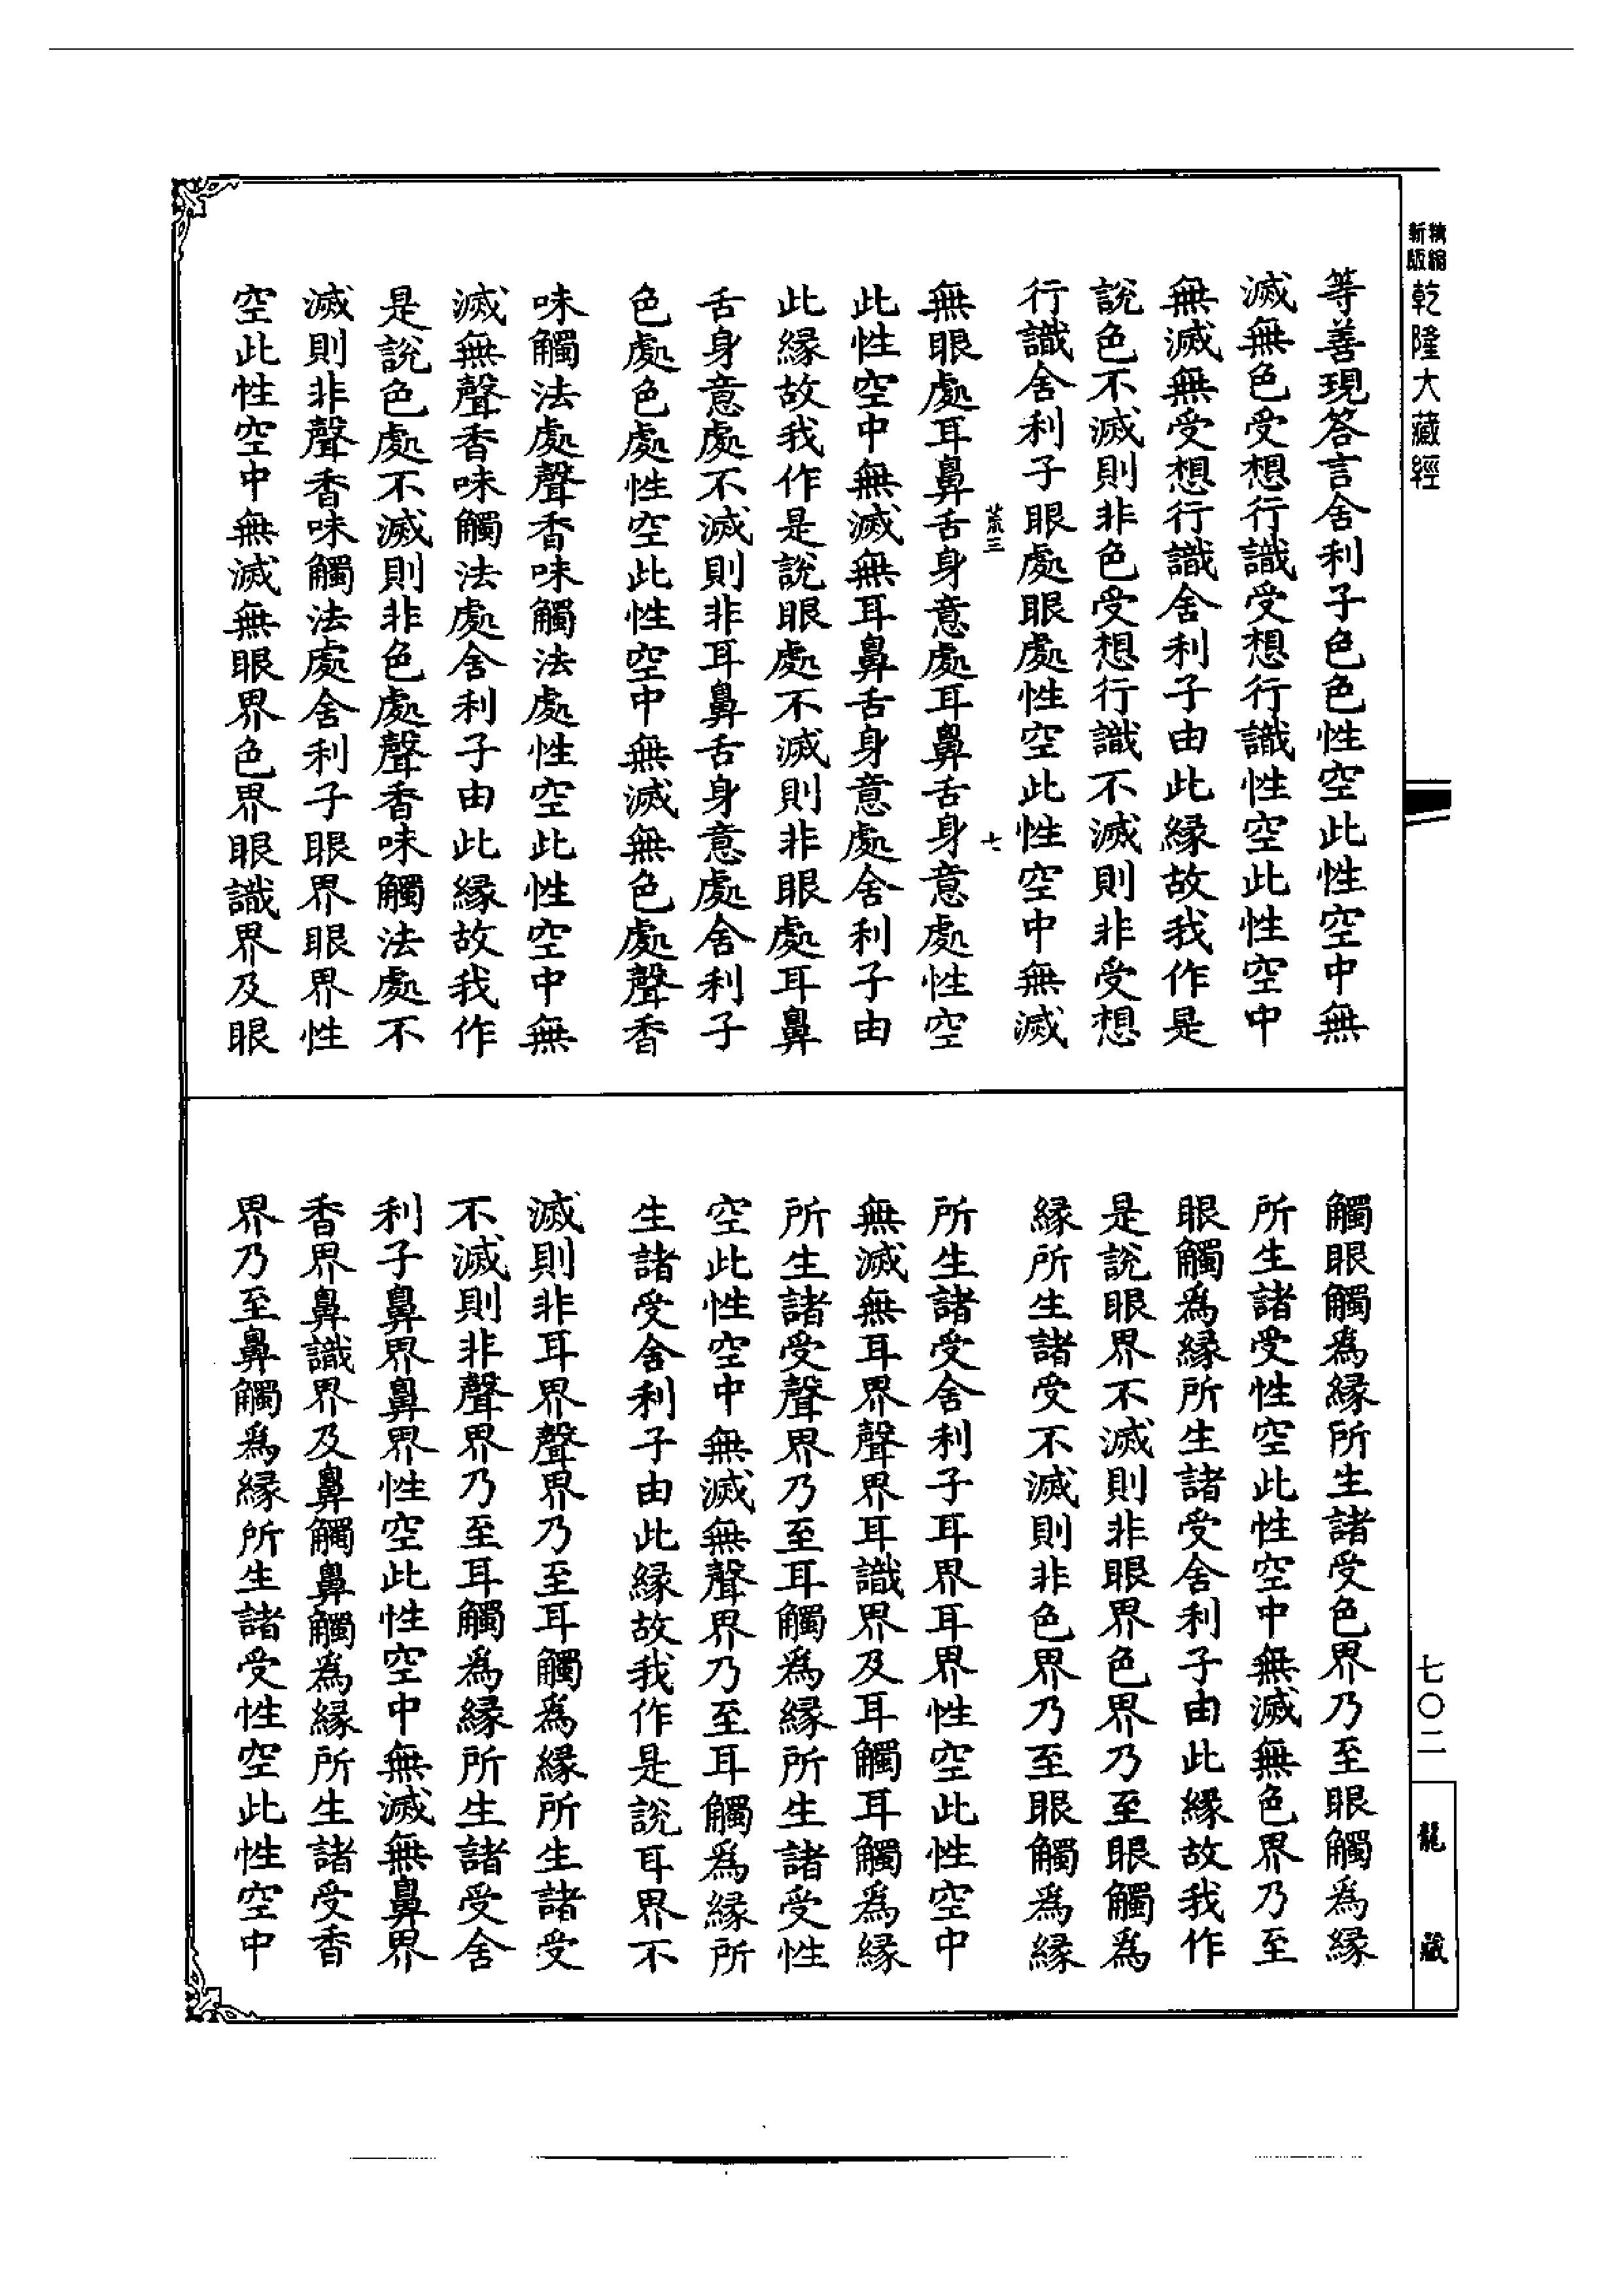 新精
版縮
乾隆大藏經
等善現答言舍利子色色性空此性空中無
滅無色受想行識受想行識性空此性空中
無滅無受想行識舍利子由此緣故我作是
說色不滅則非色受想行識不滅則非受想
行識舍利子眼處眼處性空此性空中無滅
荒三
七
無眼處耳鼻舌身意處耳鼻舌身意處性空
此性空中無滅無耳鼻舌身意處舍利子由
此緣故我作是說眼處不滅則非眼處耳鼻
舌身意處不滅則非耳鼻舌身意處舍利子
色處色處性空此性空中無滅無色處聲香
味觸法處聲香味觸法處性空此性空中無
滅無聲香味觸法處舍利子由此緣故我作
是說色處不滅則非色處聲香味觸法處不
滅則非聲香味觸法處舍利子眼界眼界性
空此性空中無滅無眼界色界眼識界及眼
觸眼觸為緣所生諸受色界乃至眼觸為緣
所生諸受性空此性空中無滅無色界乃至
眼觸為緣所生諸受舍利子由此緣故我作
是說眼界不滅則非眼界色界乃至眼觸為
緣所生諸受不滅則非色界乃至眼觸為緣
所生諸受舍利子耳界耳界性空此性空中
無滅無耳界聲界耳識界及耳觸耳觸為緣
所生諸受聲界乃至耳觸為緣所生諸受性
空此性空中無滅無聲界乃至耳觸為緣所
生諸受舍利子由此緣故我作是說耳界不
滅則非耳界聲界乃至耳觸為緣所生諸受
不滅則非聲界乃至耳觸為緣所生諸受舍
利子鼻界鼻界性空此性空中無滅無鼻界
香界鼻識界及鼻觸鼻觸為緣所生諸受香
界乃至鼻觸為緣所生諸受性空此性空中
七〇二
龍藏